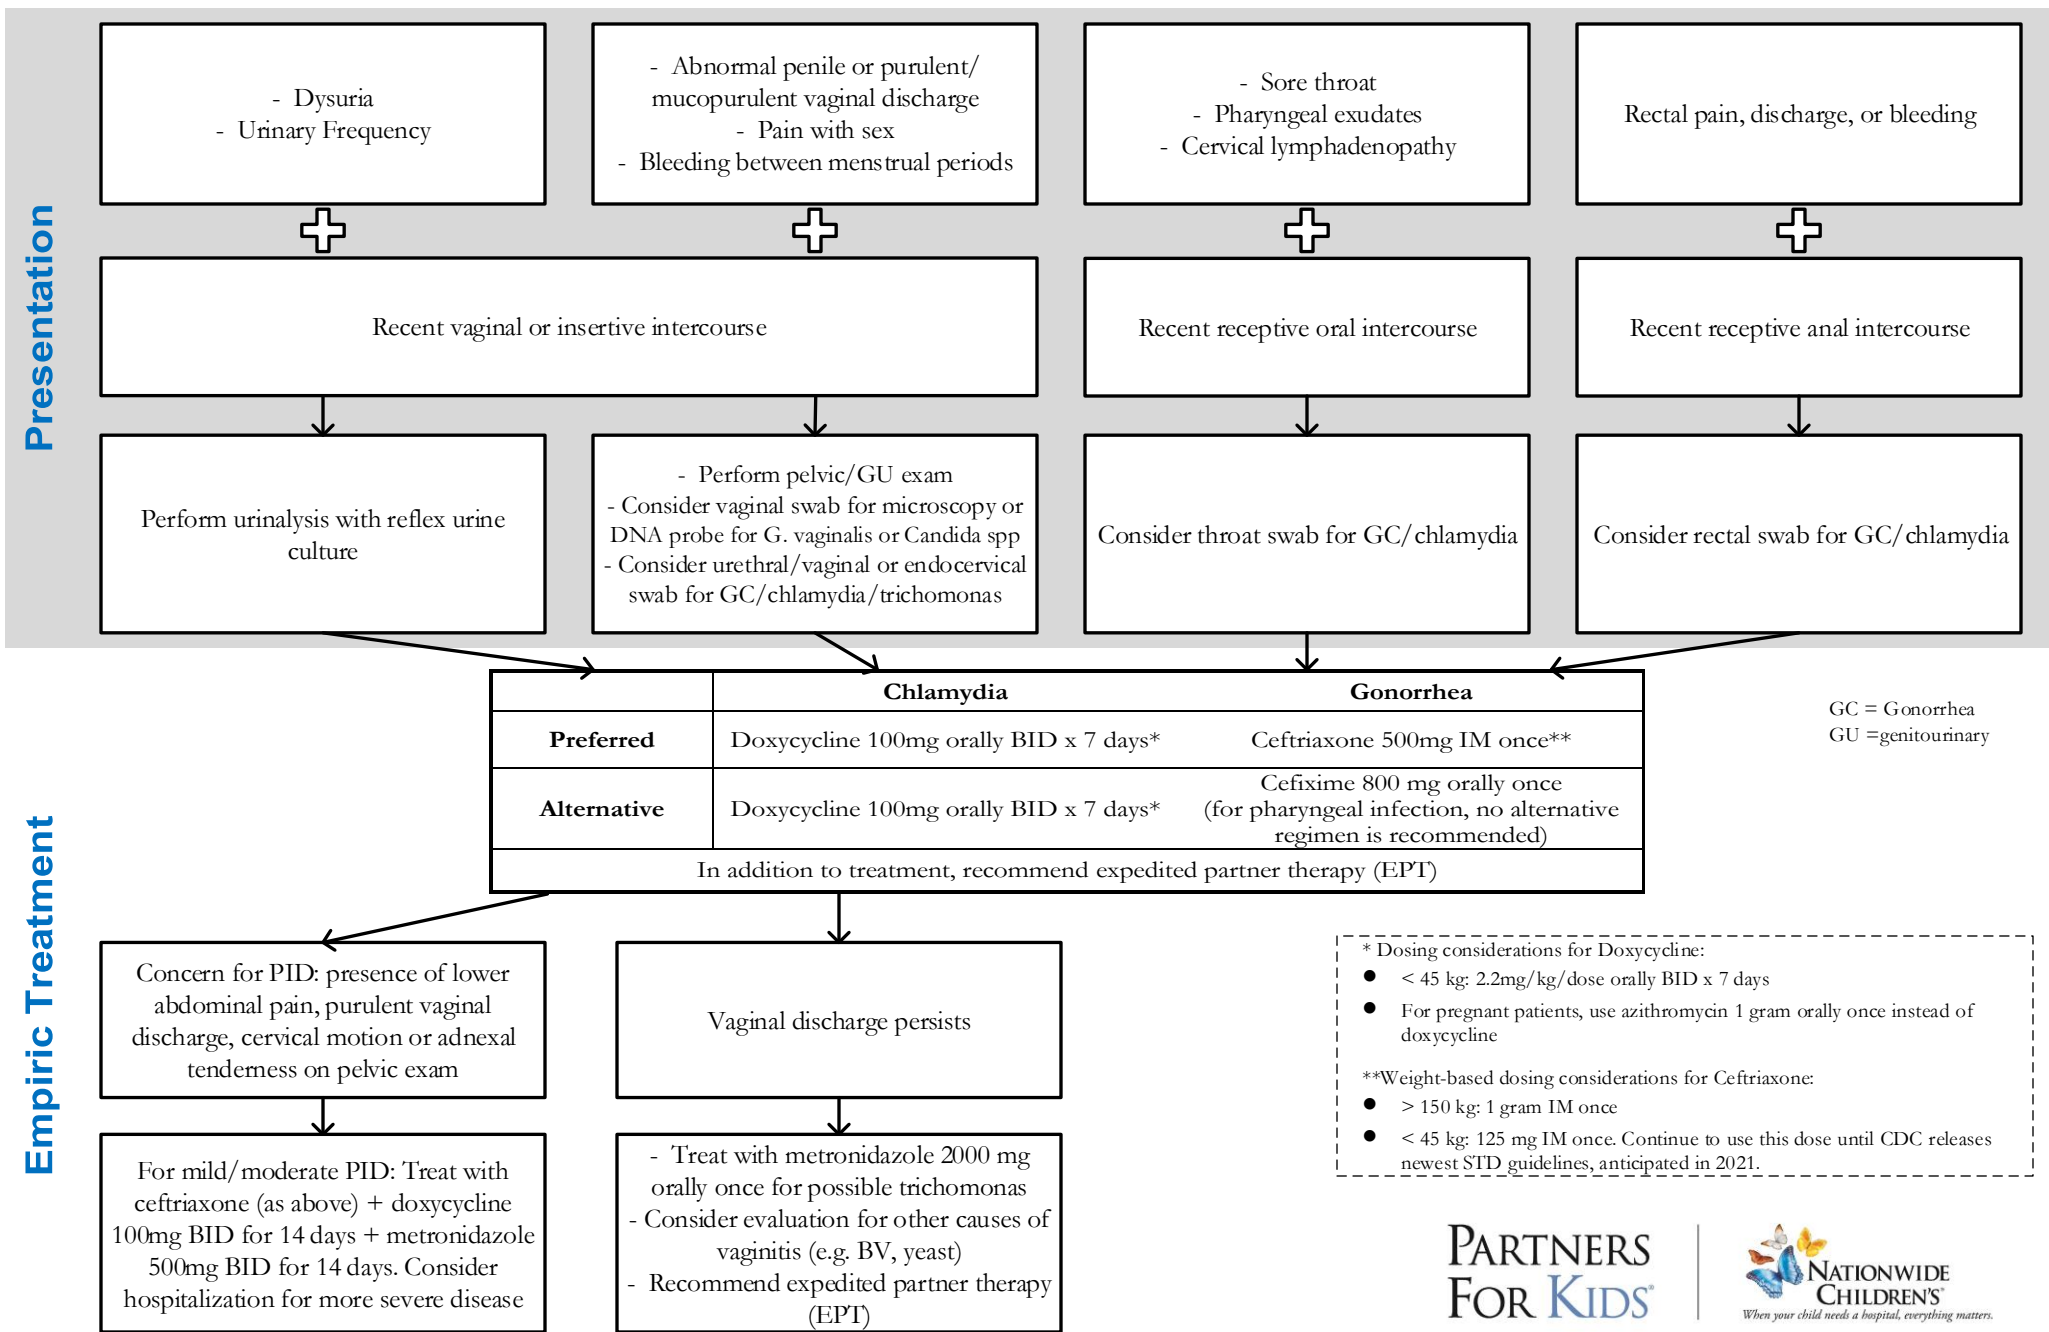 Presentation
- Dysuria
- Urinary Frequency
- Abnormal penile or purulent/
mucopurulent vaginal discharge
- Pain with sex
- Bleeding between menstrual periods
- Sore throat
- Pharyngeal exudates
- Cervical lymphadenopathy
Rectal pain, discharge, or bleeding
Recent vaginal or insertive intercourse
Recent receptive oral intercourse
Recent receptive anal intercourse
Perform urinalysis with reflex urine
culture
- Perform pelvic/GU exam
- Consider vaginal swab for microscopy or
DNA probe for G. vaginalis or Candida spp
- Consider urethral/vaginal or endocervical
swab for GC/chlamydia/trichomonas
Consider throat swab for GC/chlamydia
Consider rectal swab for GC/chlamydia
Empiric Treatment
Chlamydia
Gonorrhea
Preferred
Doxycycline 100mg orally BID x 7 days*
Ceftriaxone 500mg IM once**
Alternative
Doxycycline 100mg orally BID x 7 days*
Cefixime 800 mg orally once
(for pharyngeal infection, no alternative
regimen is recommended)
In addition to treatment, recommend expedited partner therapy (EPT)
GC = Gonorrhea
GU =genitourinary
Concern for PID: presence of lower
abdominal pain, purulent vaginal
discharge, cervical motion or adnexal
tenderness on pelvic exam
Vaginal discharge persists
For mild/moderate PID: Treat with
ceftriaxone (as above) + doxycycline
100mg BID for 14 days + metronidazole
500mg BID for 14 days. Consider
hospitalization for more severe disease
- Treat with metronidazole 2000 mg
orally once for possible trichomonas
- Consider evaluation for other causes of
vaginitis (e.g. BV, yeast)
- Recommend expedited partner therapy
(EPT)
* Dosing considerations for Doxycycline:
● < 45 kg: 2.2mg/kg/dose orally BID x 7 days
● For pregnant patients, use azithromycin 1 gram orally once instead of
doxycycline
**Weight-based dosing considerations for Ceftriaxone:
● > 150 kg: 1 gram IM once
● < 45 kg: 125 mg IM once. Continue to use this dose until CDC releases
newest STD guidelines, anticipated in 2021.
PARTNERS
FOR KIDS®
NATIONWIDE
CHILDREN'S®
When your child needs a hospital, everything matters.